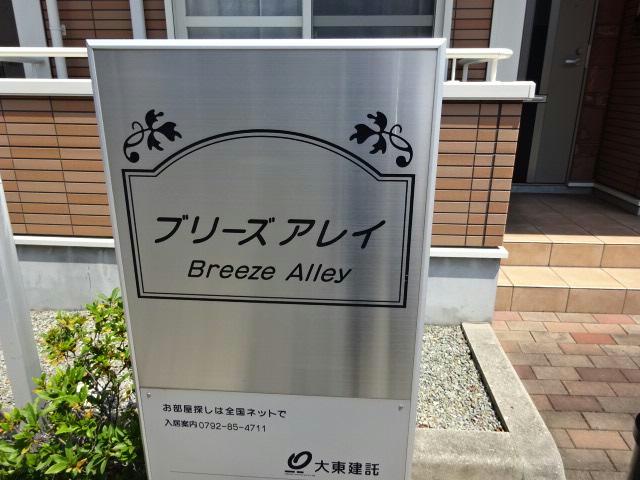 ブリーズ アレイ
Breeze Alley
お部屋探しは全国ネットで
入居案内0792-85-4711
大東建託